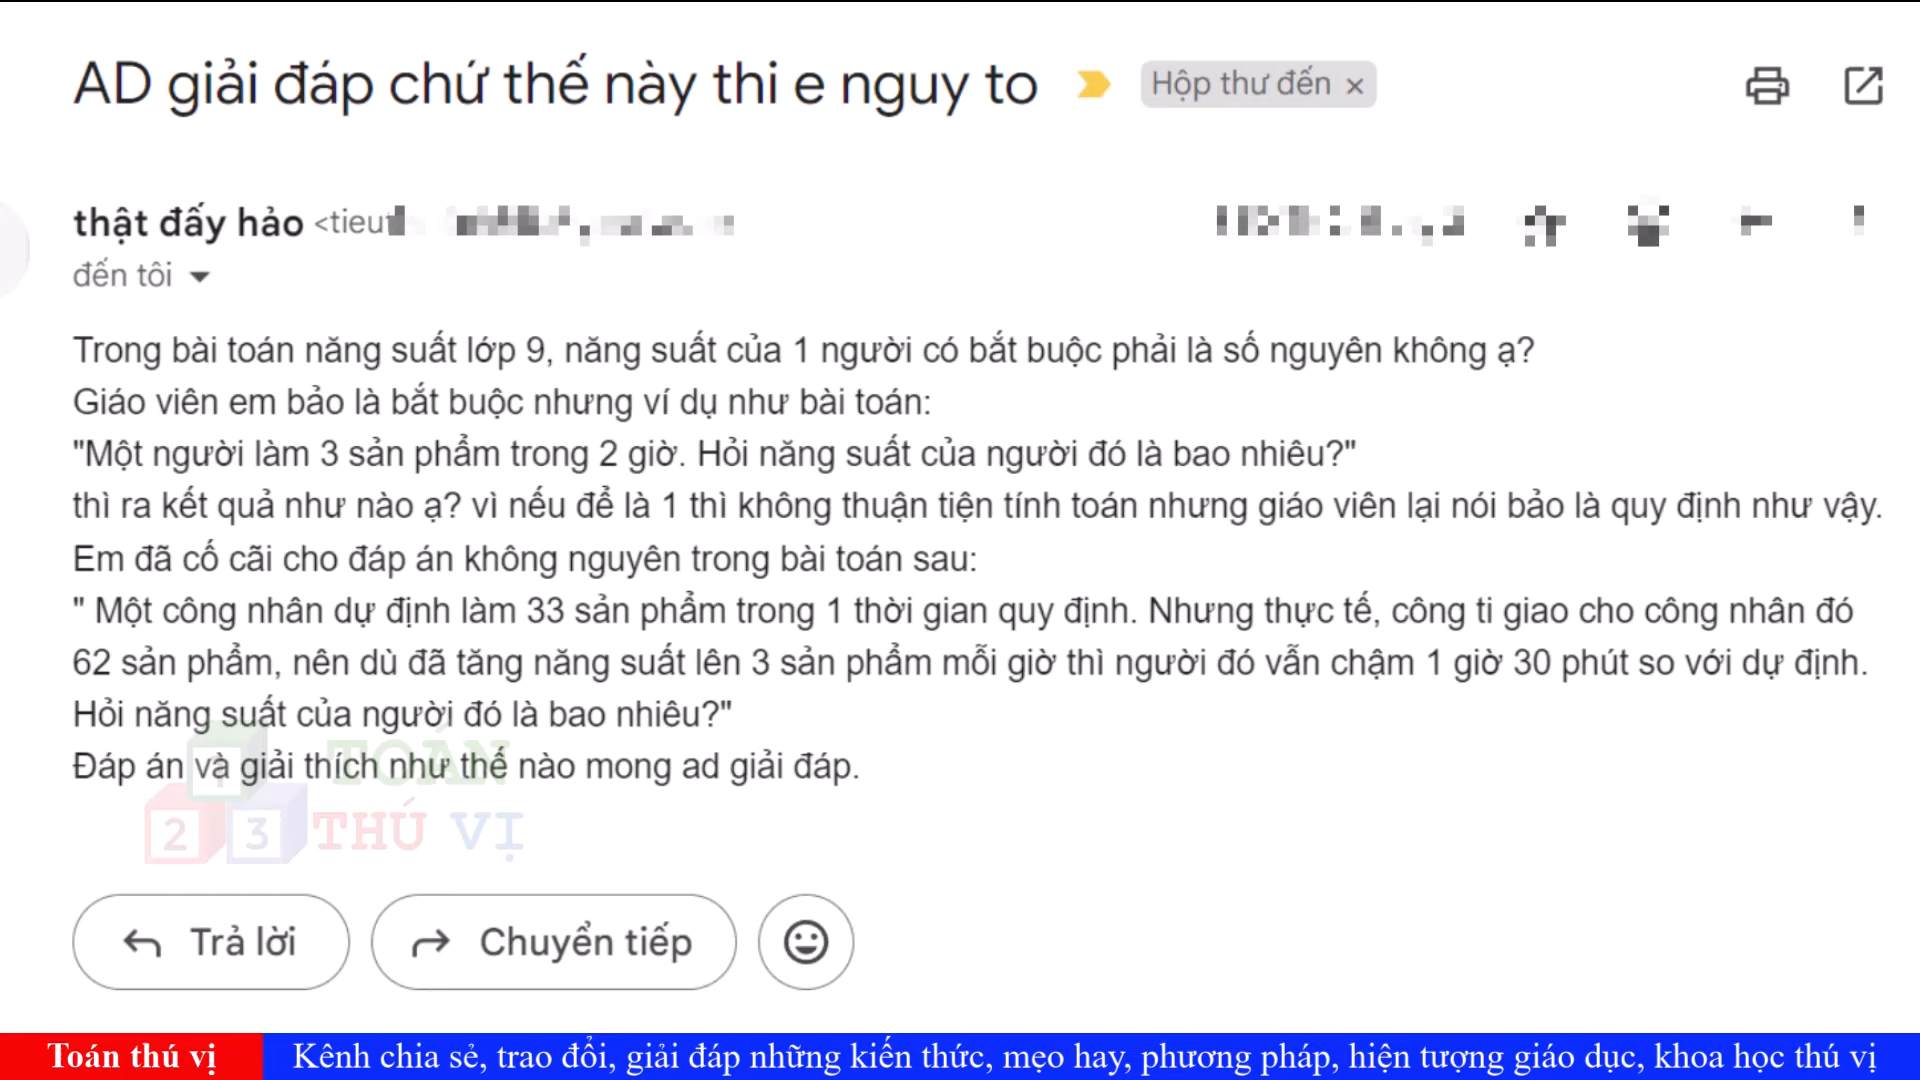 AD giải đáp chứ thế này thi e nguy to
Hộp thư đến ×
thật đấy hảo <tieu
đến tôi
Trong bài toán năng suất lớp 9, năng suất của 1 người có bắt buộc phải là số nguyên không ạ?
Giáo viên em bảo là bắt buộc nhưng ví dụ như bài toán:
"Một người làm 3 sản phẩm trong 2 giờ. Hỏi năng suất của người đó là bao nhiêu?"
thì ra kết quả như nào ạ? vì nếu để là 1 thì không thuận tiện tính toán nhưng giáo viên lại nói bảo là quy định như vậy.
Em đã cố cãi cho đáp án không nguyên trong bài toán sau:
" Một công nhân dự định làm 33 sản phẩm trong 1 thời gian quy định. Nhưng thực tế, công ti giao cho công nhân đó
62 sản phẩm, nên dù đã tăng năng suất lên 3 sản phẩm mỗi giờ thì người đó vẫn chậm 1 giờ 30 phút so với dự định.
Hỏi năng suất của người đó là bao nhiêu?"
Đáp án và giải thích như thế nào mong ad giải đáp.
1 TOÁN
2 3 THÚ VỊ
Trả lời
Chuyển tiếp
Toán thú vị
Kênh chia sẻ, trao đổi, giải đáp những kiến thức, mẹo hay, phương pháp, hiện tượng giáo dục, khoa học thú vị